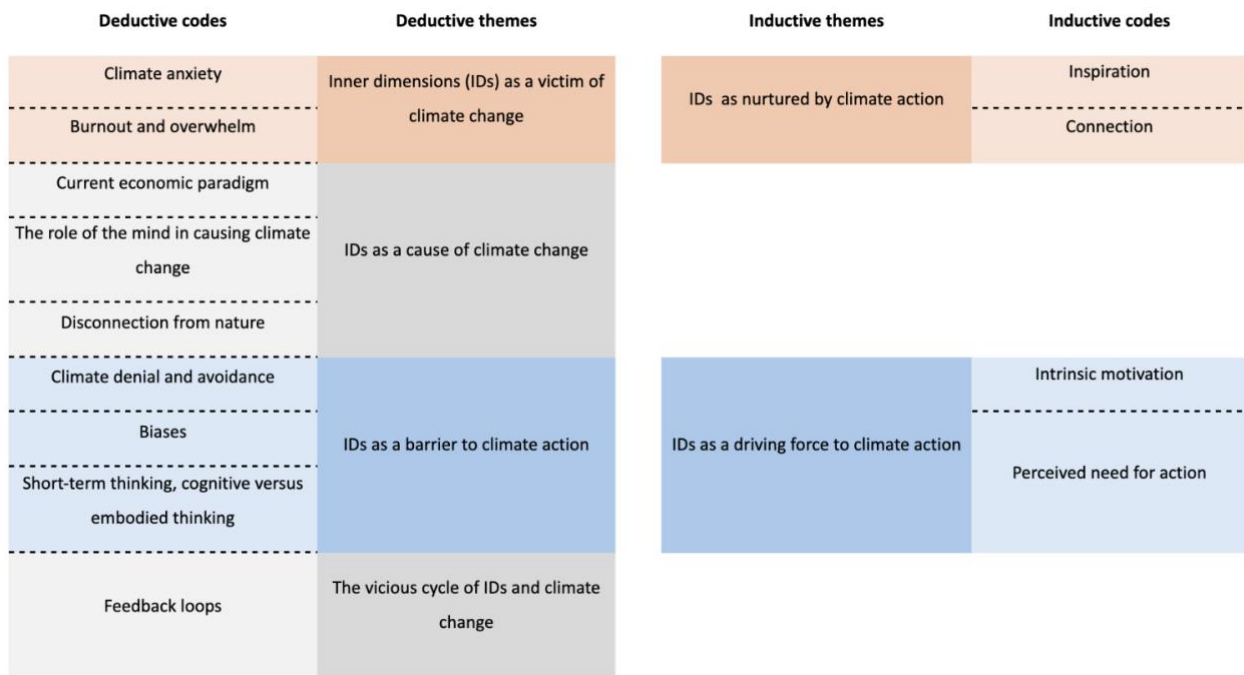 Deductive codes
Deductive themes
Inductive themes
Inductive codes
Climate anxiety
Burnout and overwhelm
Inner dimensions (IDs) as a victim of
climate change
IDs as nurtured by climate action
Inspiration
Connection
Current economic paradigm
The role of the mind in causing climate
change
Disconnection from nature
IDs as a cause of climate change
Climate denial and avoidance
Biases
Short-term thinking, cognitive versus
embodied thinking
IDs as a barrier to climate action
IDs as a driving force to climate action
Intrinsic motivation
Perceived need for action
Feedback loops
The vicious cycle of IDs and climate
change